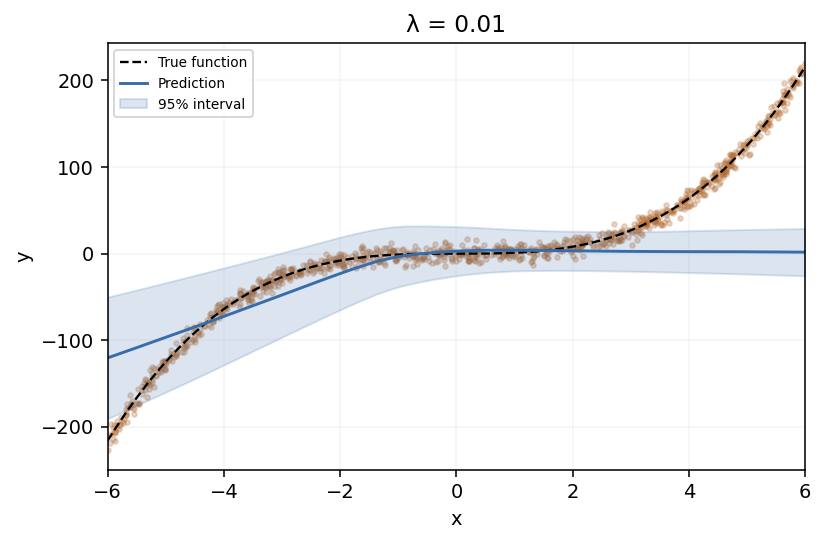 λ = 0.01
True function
Prediction
95% interval
200
100
0
−100
−200
y
−6
−4
−2
0
2
4
6
x